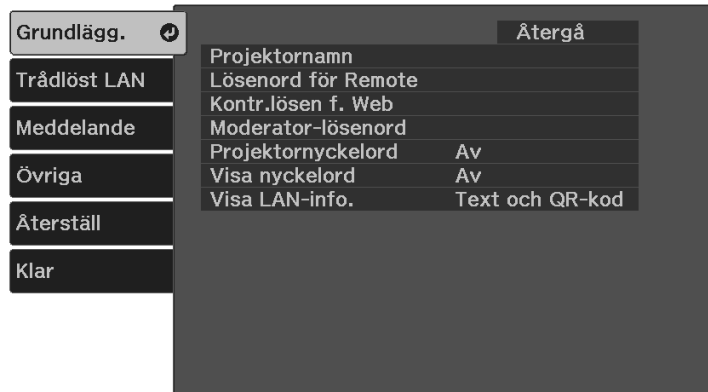 Grundlägg.
Trådlöst LAN
Meddelande
Övriga
Återställ
Klar
Återgå
Projektornamn
Lösenord för Remote
Kontr.lösen f. Web
Moderator-lösenord
Projektornyckelord Av
Visa nyckelord Av
Visa LAN-info. Text och QR-kod